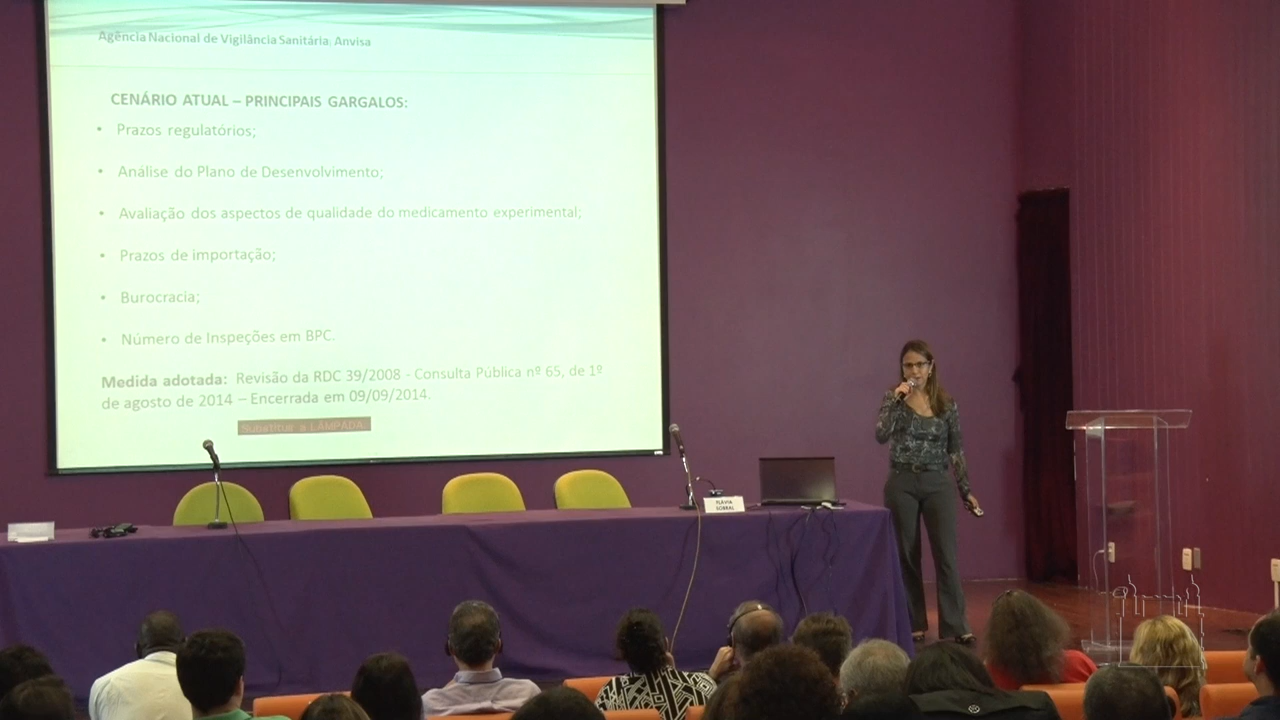 Agência Nacional de Vigilância Sanitária, Anvisa
CENÁRIO ATUAL – PRINCIPAIS GARGALOS:
• Prazos regulatórios;
• Análise do Plano de Desenvolvimento;
• Avaliação dos aspectos de qualidade do medicamento experimental;
• Prazos de importação;
• Burocracia;
• Número de Inspeções em BPC.
Medida adotada: Revisão da RDC 39/2008 - Consulta Pública nº 65, de 1º
de agosto de 2014 – Encerrada em 09/09/2014.
Substitua a LÂMPADA.
FLÁVIA
SOBRAL